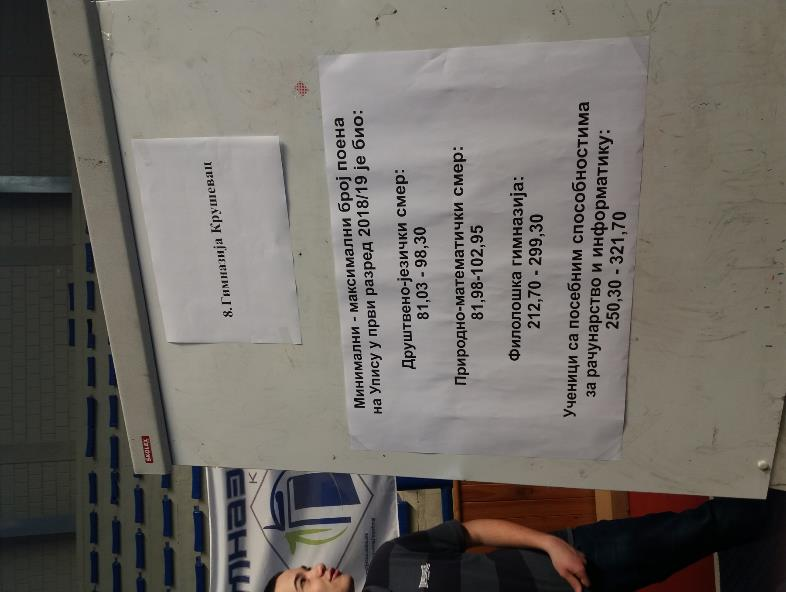 8.Гимназија Крушевац
Минимални - максимални број поена
на Упису у први разред 2018/19 је био:
Друштвено-језички смер:
81,03 - 98,30
Природно-математички смер:
81,98-102,95
Филолошка гимназија:
212,70 - 299,30
Ученици са посебним способностима
за рачунарство и информатику:
250,30 - 321,70
SKOLEX